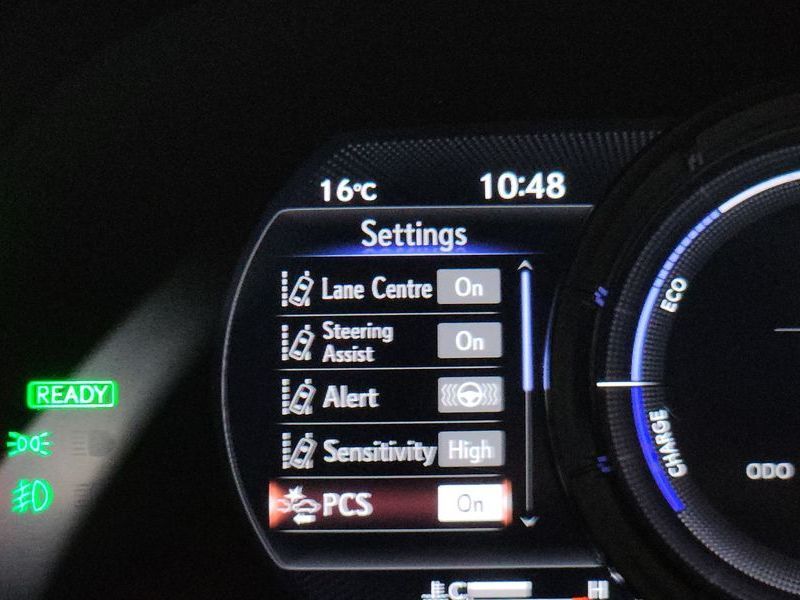 16°C
10:48
Settings
Lane Centre On
Steering
Assist
On
Alert
Sensitivity High
PCS On
READY
ECO
CHARGE
ODO
C
H